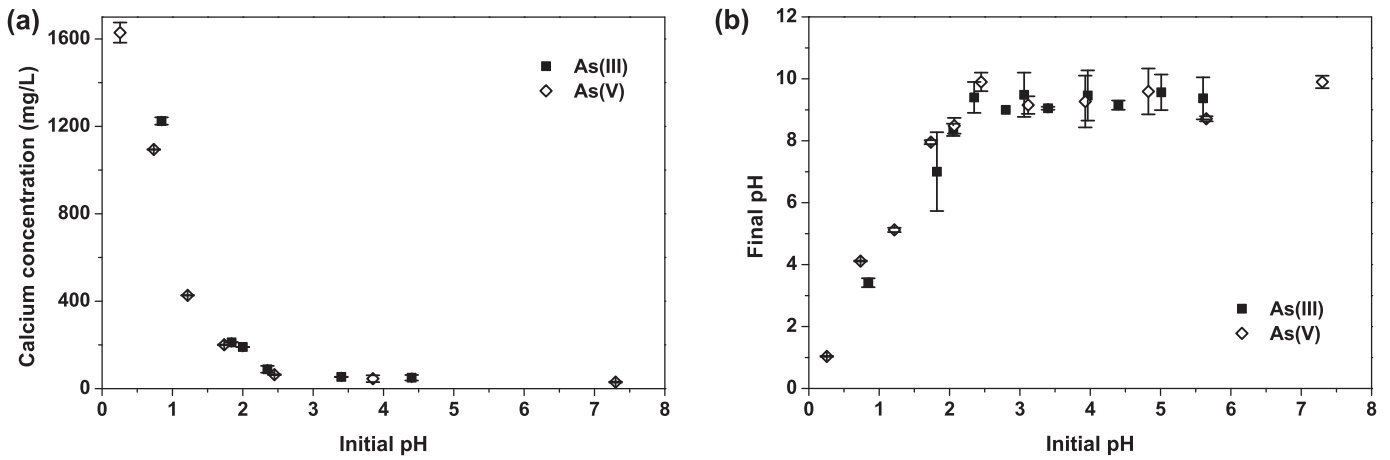 (a)
Calcium concentration (mg/L)
1600
1200
800
400
0
0 1 2 3 4 5 6 7 8
Initial pH
As(III)
As(V)
(b)
Final pH
12
10
8
6
4
2
0
0 1 2 3 4 5 6 7 8
Initial pH
As(III)
As(V)